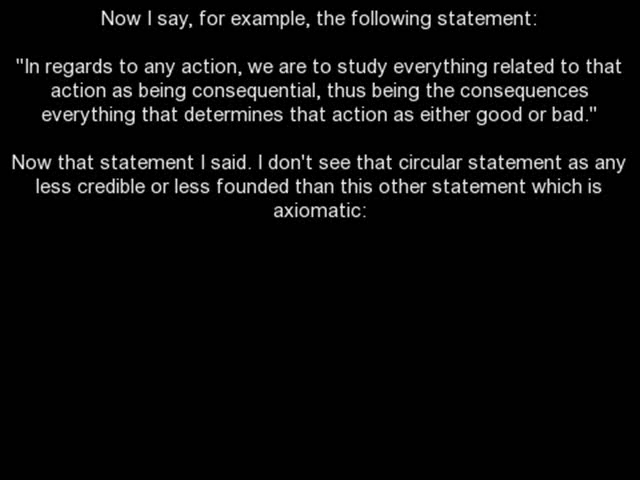 Now I say, for example, the following statement:
"In regards to any action, we are to study everything related to that
action as being consequential, thus being the consequences
everything that determines that action as either good or bad."
Now that statement I said. I don't see that circular statement as any
less credible or less founded than this other statement which is
axiomatic: